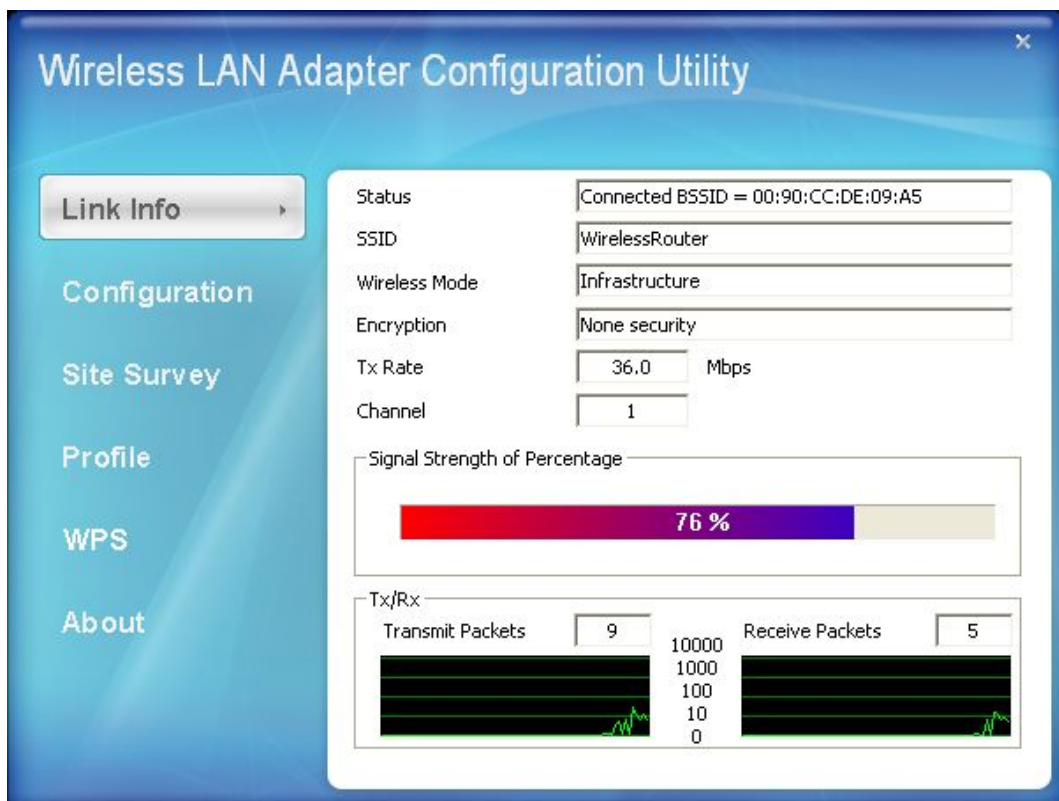 Wireless LAN Adapter Configuration Utility
Link Info
Configuration
Site Survey
Profile
WPS
About
Status Connected BSSID = 00:90:CC:DE:09:A5
SSID WirelessRouter
Wireless Mode Infrastructure
Encryption None security
Tx Rate 36.0 Mbps
Channel 1
Signal Strength of Percentage
76 %
Tx/Rx
Transmit Packets 9
10000
1000
100
10
0
Receive Packets 5